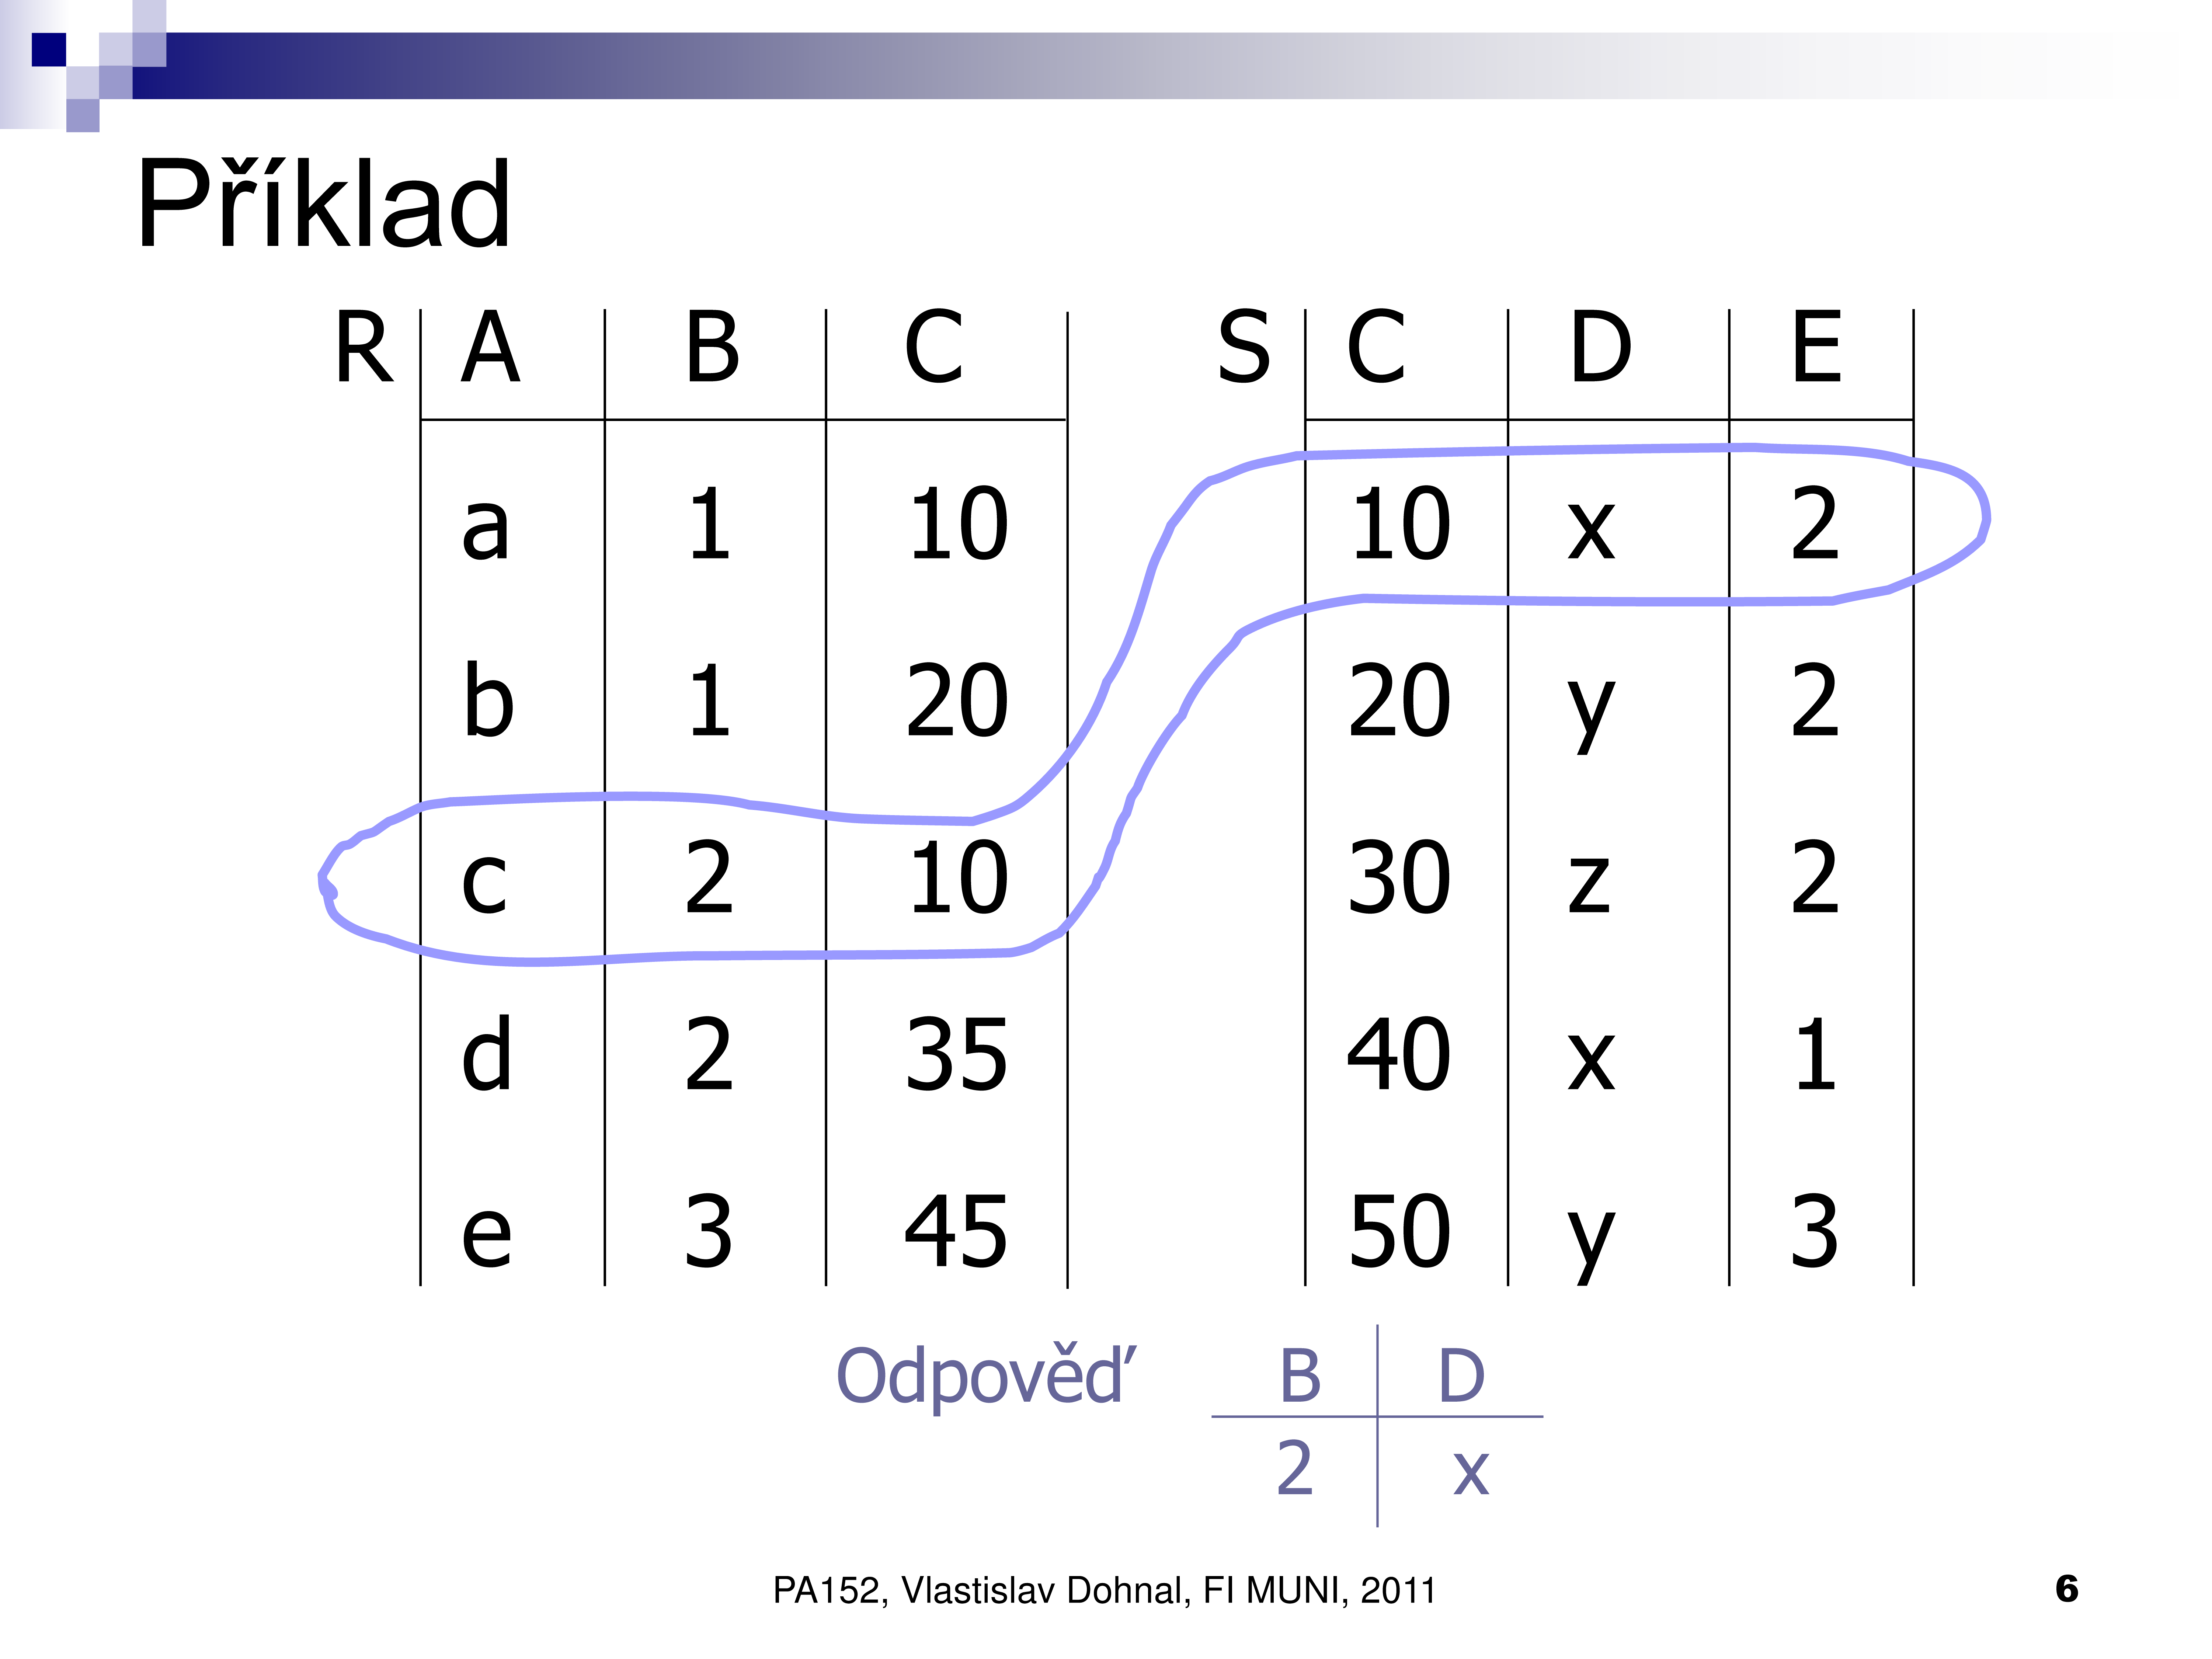 Příklad
R A B C S C D E
a 1 10 10 x 2
b 1 20 20 y 2
c 2 10 30 z 2
d 2 35 40 x 1
e 3 45 50 y 3
Odpověď B D
2 x
PA152, Vlastislav Dohnal, FI MUNI, 2011 6